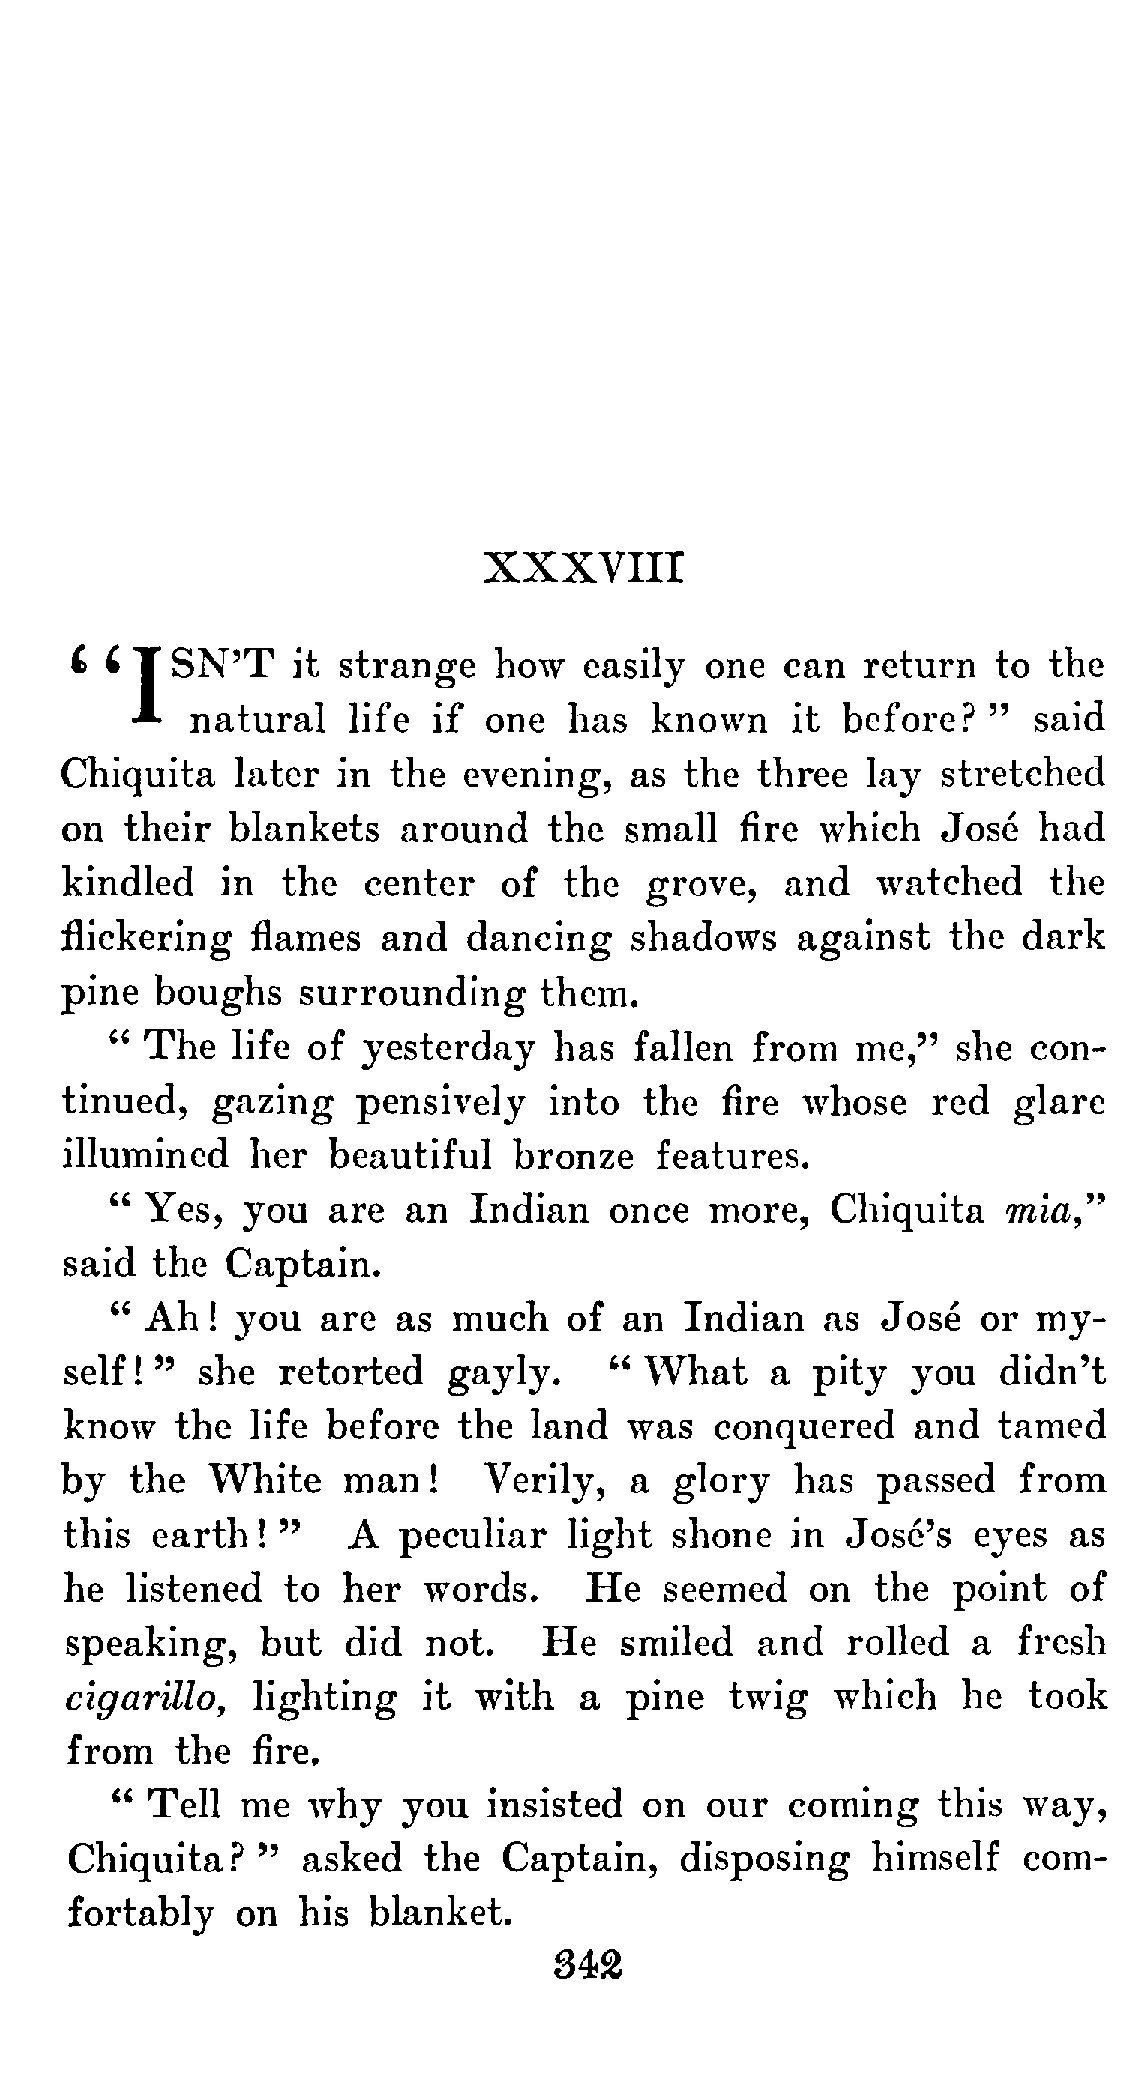 XXXVIII
“ISN’T it strange how easily one can return to the
natural life if one has known it before?” said
Chiquita later in the evening, as the three lay stretched
on their blankets around the small fire which José had
kindled in the center of the grove, and watched the
flickering flames and dancing shadows against the dark
pine boughs surrounding them.
“The life of yesterday has fallen from me,” she con-
tinued, gazing pensively into the fire whose red glare
illumined her beautiful bronze features.
“Yes, you are an Indian once more, Chiquita mia,”
said the Captain.
“Ah! you are as much of an Indian as José or my-
self!” she retorted gayly. “What a pity you didn’t
know the life before the land was conquered and tamed
by the White man! Verily, a glory has passed from
this earth!” A peculiar light shone in José’s eyes as
he listened to her words. He seemed on the point of
speaking, but did not. He smiled and rolled a fresh
cigarillo, lighting it with a pine twig which he took
from the fire.
“Tell me why you insisted on our coming this way,
Chiquita?” asked the Captain, disposing himself com-
fortably on his blanket.
342